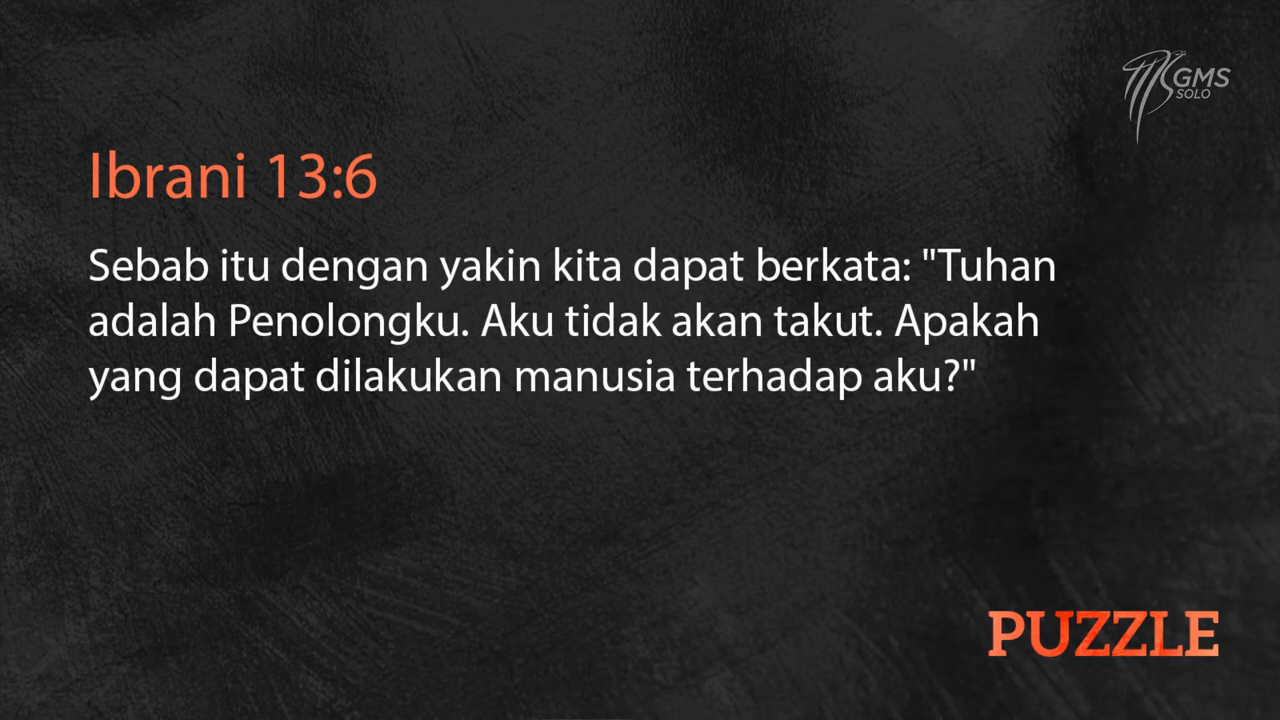 GMS
SOLO
Ibrani 13:6
Sebab itu dengan yakin kita dapat berkata: "Tuhan
adalah Penolongku. Aku tidak akan takut. Apakah
yang dapat dilakukan manusia terhadap aku?"
PUZZLE